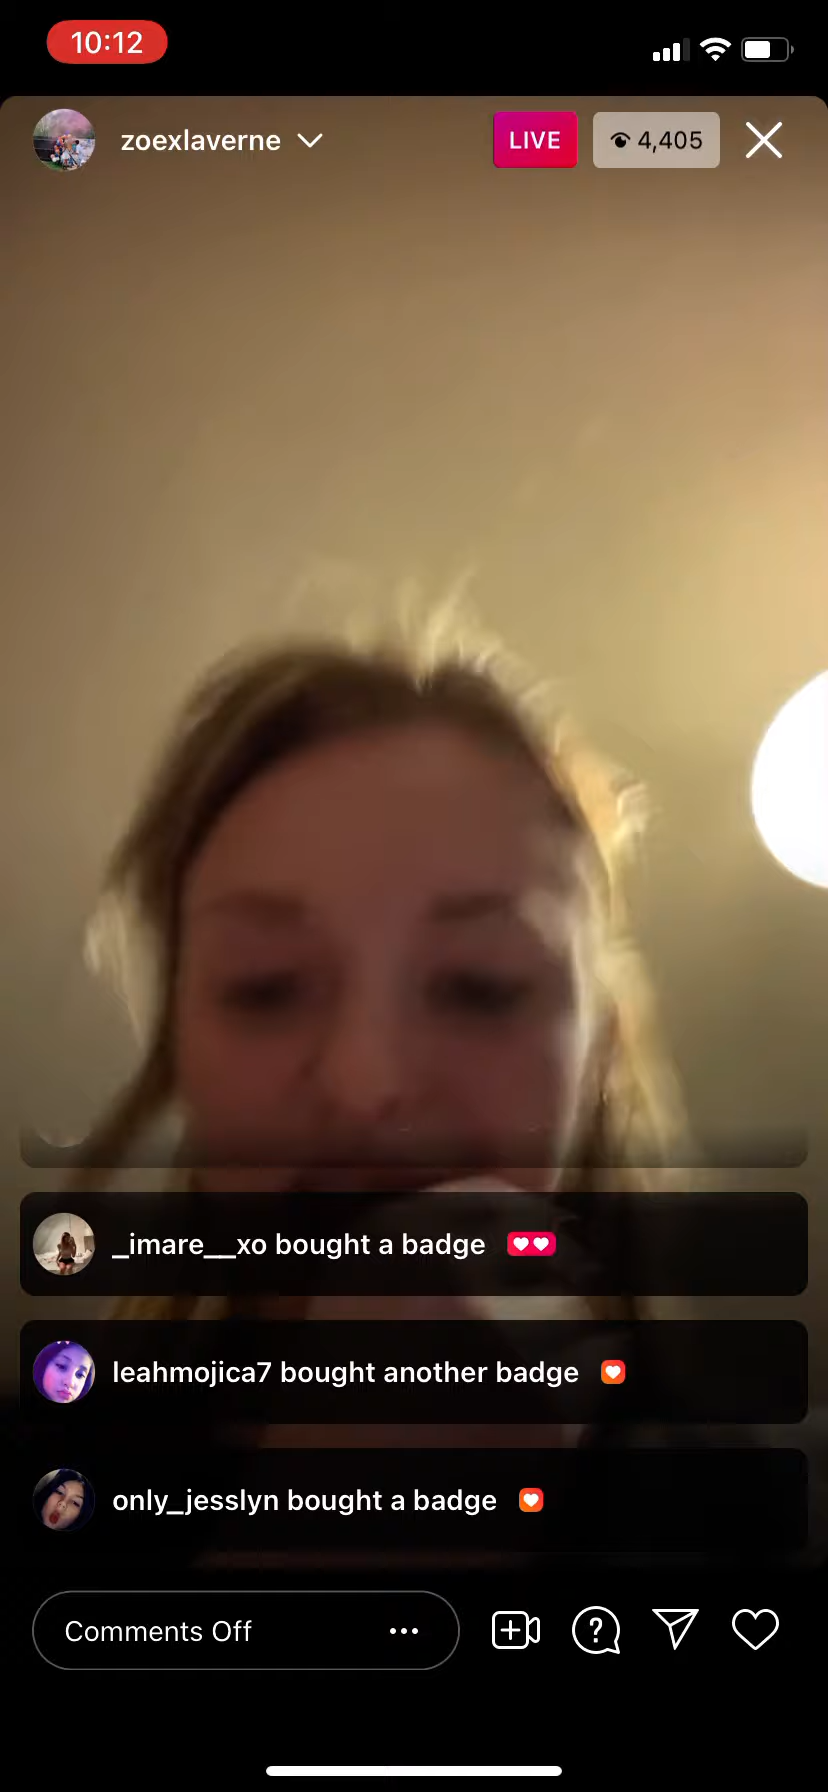 10:12
zoexlaverne LIVE 4,405
_imare__xo bought a badge
leahmojica7 bought another badge
only_jesslyn bought a badge
Comments Off